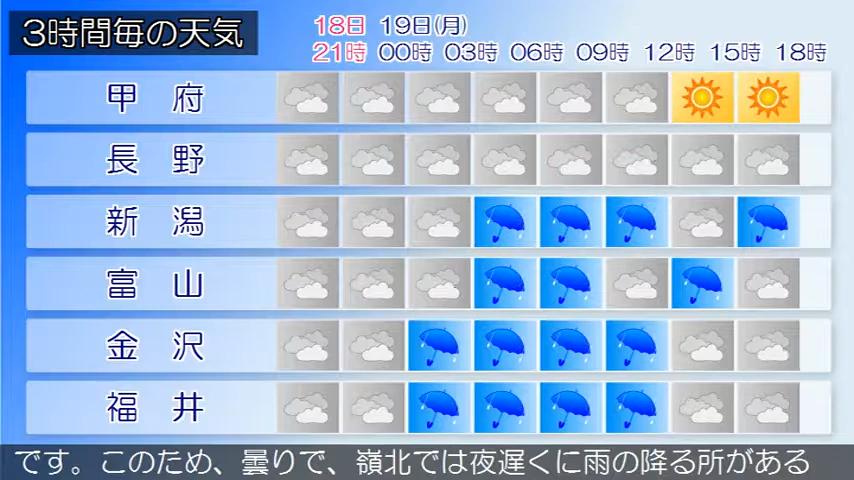 3時間毎の天気
18日 19日(月)
21時 00時 03時 06時 09時 12時 15時 18時
甲府
長野
新潟
富山
金沢
福井
です。このため、曇りで、嶺北では夜遅くに雨の降る所がある